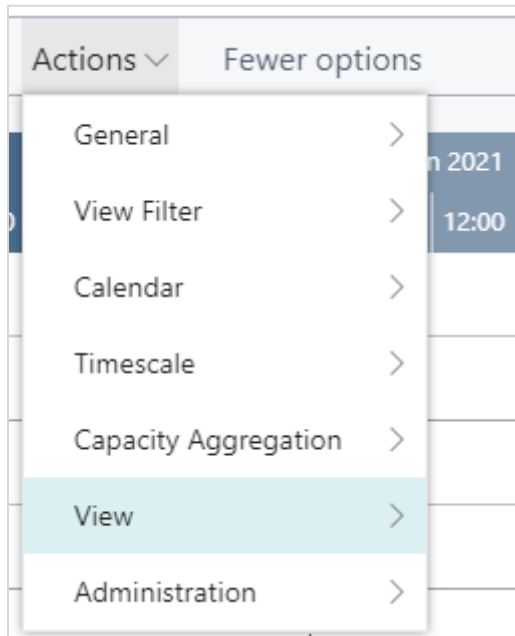 Actions Fewer options
General
n 2021
View Filter
12:00
Calendar
Timescale
Capacity Aggregation
View
Administration